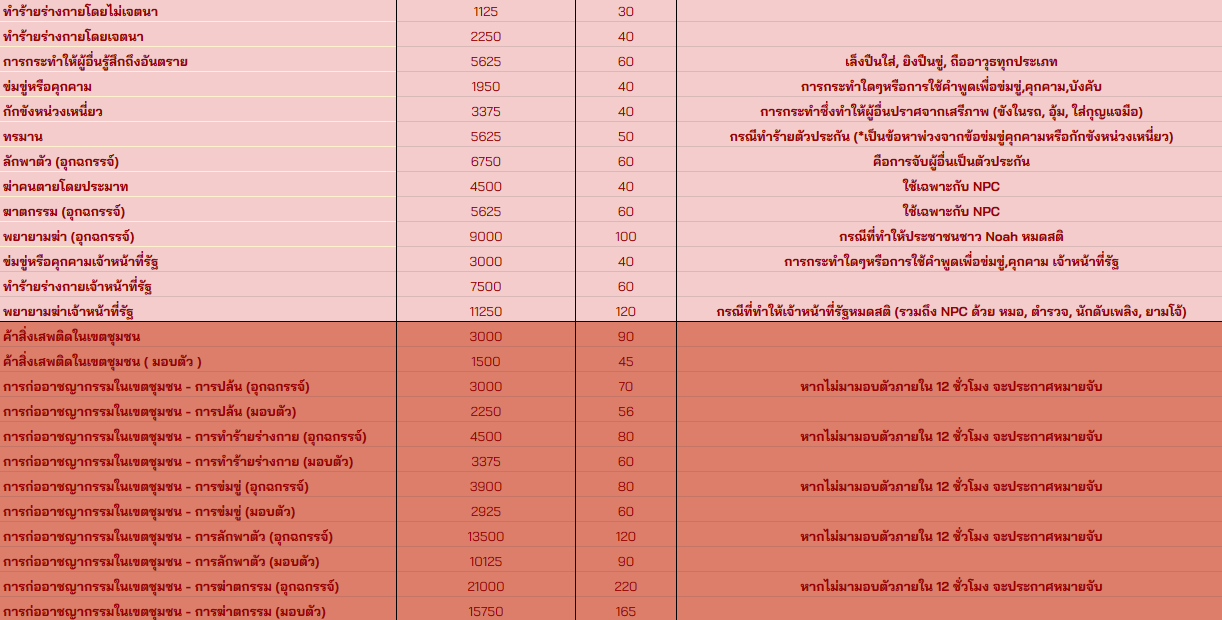 ทำร้ายร่างกายโดยไม่เจตนา 1125 30
ทำร้ายร่างกายโดยเจตนา 2250 40
การกระทำให้ผู้อื่นรู้สึกถึงอันตราย 5625 60 เล็งปืนใส่, ยิงปืนขู่, ถืออาวุธทุกประเภท
ข่มขู่หรือคุกคาม 1950 40 การกระทำใดๆหรือการใช้คำพูดเพื่อข่มขู่,คุกคาม,บังคับ
กักขังหน่วงเหนี่ยว 3375 40 การกระทำซึ่งทำให้ผู้อื่นปราศจากเสรีภาพ (ขังในรถ, อุ้ม, ใส่กุญแจมือ)
ทรมาน 5625 50 กรณีทำร้ายตัวประกัน (*เป็นข้อหาพ่วงจากข้อข่มขู่คุกคามหรือกักขังหน่วงเหนี่ยว)
ลักพาตัว (อุกฉกรรจ์) 6750 60 คือการจับผู้อื่นเป็นตัวประกัน
ฆ่าคนตายโดยประมาท 4500 40 ใช้เฉพาะกับ NPC
ฆาตกรรม (อุกฉกรรจ์) 5625 60 ใช้เฉพาะกับ NPC
พยายามฆ่า (อุกฉกรรจ์) 9000 100 กรณีที่ทำให้ประชาชนชาว Noah หมดสติ
ข่มขู่หรือคุกคามเจ้าหน้าที่รัฐ 3000 40 การกระทำใดๆหรือการใช้คำพูดเพื่อข่มขู่,คุกคาม เจ้าหน้าที่รัฐ
ทำร้ายร่างกายเจ้าหน้าที่รัฐ 7500 60
พยายามฆ่าเจ้าหน้าที่รัฐ 11250 120 กรณีที่ทำให้เจ้าหน้าที่รัฐหมดสติ (รวมถึง NPC ด้วย หมอ, ตำรวจ, นักดับเพลิง, ยามโจ้)
ค้าสิ่งเสพติดในเขตชุมชน 3000 90
ค้าสิ่งเสพติดในเขตชุมชน ( มอบตัว ) 1500 45
การก่ออาชญากรรมในเขตชุมชน - การปล้น (อุกฉกรรจ์) 3000 70 หากไม่มามอบตัวภายใน 12 ชั่วโมง จะประกาศหมายจับ
การก่ออาชญากรรมในเขตชุมชน - การปล้น (มอบตัว) 2250 56
การก่ออาชญากรรมในเขตชุมชน - การทำร้ายร่างกาย (อุกฉกรรจ์) 4500 80 หากไม่มามอบตัวภายใน 12 ชั่วโมง จะประกาศหมายจับ
การก่ออาชญากรรมในเขตชุมชน - การทำร้ายร่างกาย (มอบตัว) 3375 60
การก่ออาชญากรรมในเขตชุมชน - การข่มขู่ (อุกฉกรรจ์) 3900 80 หากไม่มามอบตัวภายใน 12 ชั่วโมง จะประกาศหมายจับ
การก่ออาชญากรรมในเขตชุมชน - การข่มขู่ (มอบตัว) 2925 60
การก่ออาชญากรรมในเขตชุมชน - การลักพาตัว (อุกฉกรรจ์) 13500 120 หากไม่มามอบตัวภายใน 12 ชั่วโมง จะประกาศหมายจับ
การก่ออาชญากรรมในเขตชุมชน - การลักพาตัว (มอบตัว) 10125 90
การก่ออาชญากรรมในเขตชุมชน - การฆ่าตกรรม (อุกฉกรรจ์) 21000 220 หากไม่มามอบตัวภายใน 12 ชั่วโมง จะประกาศหมายจับ
การก่ออาชญากรรมในเขตชุมชน - การฆ่าตกรรม (มอบตัว) 15750 165